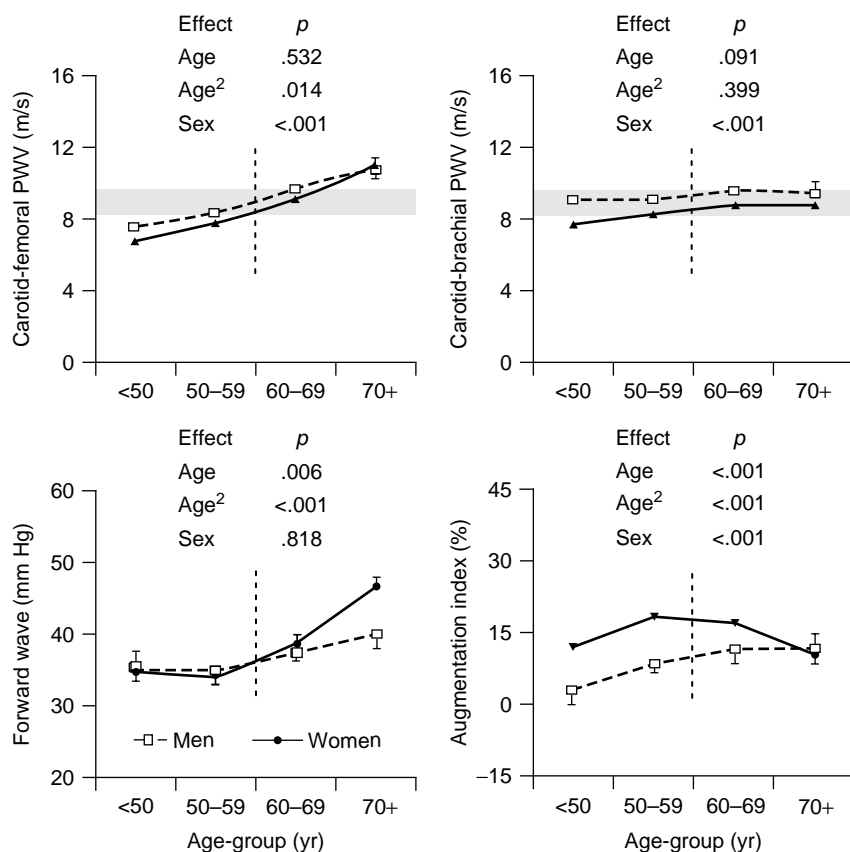 Effect p
Age .532
Age² .014
Sex <.001
Carotid-femoral PWV (m/s)
16
12
8
4
0
<50 50–59 60–69 70+
Effect p
Age .091
Age² .399
Sex <.001
Carotid-brachial PWV (m/s)
16
12
8
4
0
<50 50–59 60–69 70+
Effect p
Age .006
Age² <.001
Sex .818
Forward wave (mm Hg)
60
50
40
30
20
Men Women
<50 50–59 60–69 70+
Age-group (yr)
Effect p
Age <.001
Age² <.001
Sex <.001
Augmentation index (%)
45
30
15
0
–15
<50 50–59 60–69 70+
Age-group (yr)